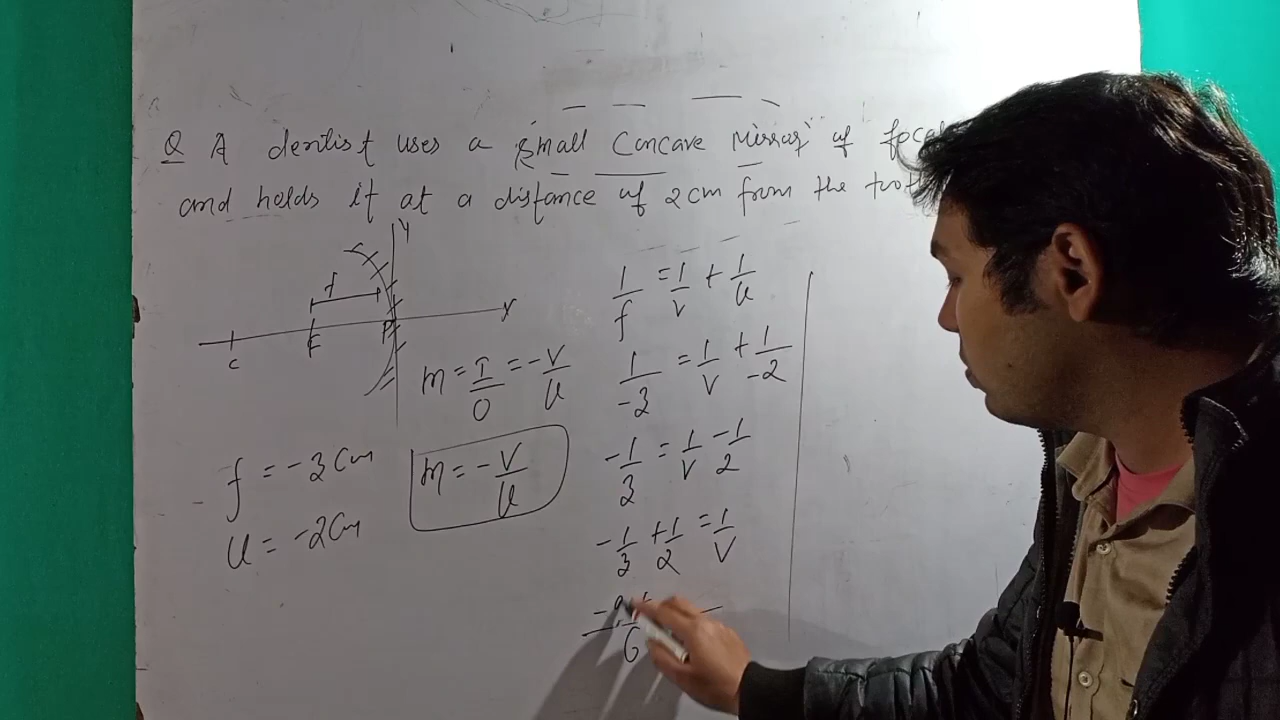 Q A dentist uses a small Concave Mirror of focal
and holds it at a distance of 2cm from the
Y
f
C F P
m = I/O = -v/u
f = -3cm
m = -v/u
u = -2cm
1/f = 1/v + 1/u
1/-3 = 1/v + 1/-2
-1/3 = 1/v - 1/2
-1/3 + 1/2 = 1/v
6